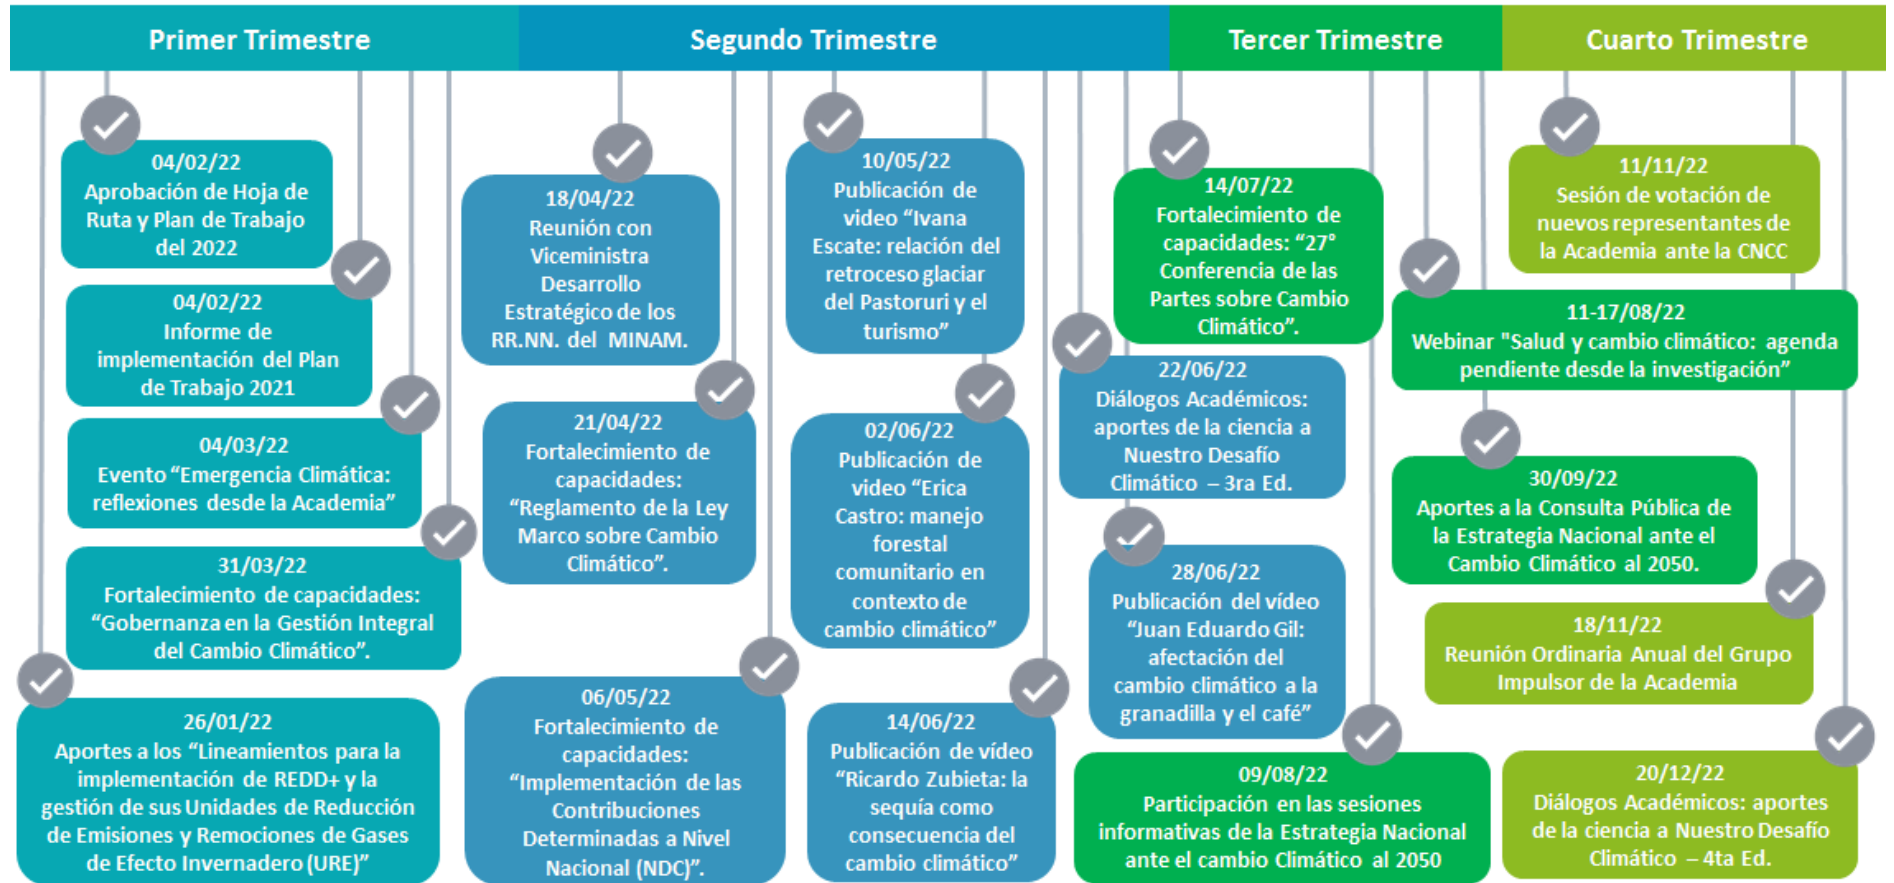 Primer Trimestre
Segundo Trimestre
Tercer Trimestre
Cuarto Trimestre
04/02/22
Aprobación de Hoja de
Ruta y Plan de Trabajo
del 2022
04/02/22
Informe de
implementación del Plan
de Trabajo 2021
04/03/22
Evento “Emergencia Climática:
reflexiones desde la Academia”
31/03/22
Fortalecimiento de capacidades:
“Gobernanza en la Gestión Integral
del Cambio Climático”.
26/01/22
Aportes a los “Lineamientos para la
implementación de REDD+ y la
gestión de sus Unidades de Reducción
de Emisiones y Remociones de Gases
de Efecto Invernadero (URE)”
18/04/22
Reunión con
Viceministra
Desarrollo
Estratégico de los
RR.NN. del MINAM.
21/04/22
Fortalecimiento de
capacidades:
“Reglamento de la Ley
Marco sobre Cambio
Climático”.
06/05/22
Fortalecimiento de
capacidades:
“Implementación de las
Contribuciones
Determinadas a Nivel
Nacional (NDC)”.
10/05/22
Publicación de
video “Ivana
Escate: relación del
retroceso glaciar
del Pastoruri y el
turismo”
02/06/22
Publicación de
video “Erica
Castro: manejo
forestal
comunitario en
contexto de
cambio climático”
14/06/22
Publicación de vídeo
“Ricardo Zubieta: la
sequía como
consecuencia del
cambio climático”
22/06/22
Diálogos Académicos:
aportes de la ciencia a
Nuestro Desafío
Climático – 3ra Ed.
28/06/22
Publicación del vídeo
“Juan Eduardo Gil:
afectación del
cambio climático a la
granadilla y el café”
14/07/22
Fortalecimiento de
capacidades: “27°
Conferencia de las
Partes sobre Cambio
Climático”.
09/08/22
Participación en las sesiones
informativas de la Estrategia Nacional
ante el cambio Climático al 2050
11-17/08/22
Webinar "Salud y cambio climático: agenda
pendiente desde la investigación”
30/09/22
Aportes a la Consulta Pública de
la Estrategia Nacional ante el
Cambio Climático al 2050.
11/11/22
Sesión de votación de
nuevos representantes de
la Academia ante la CNCC
18/11/22
Reunión Ordinaria Anual del Grupo
Impulsor de la Academia
20/12/22
Diálogos Académicos: aportes
de la ciencia a Nuestro Desafío
Climático – 4ta Ed.